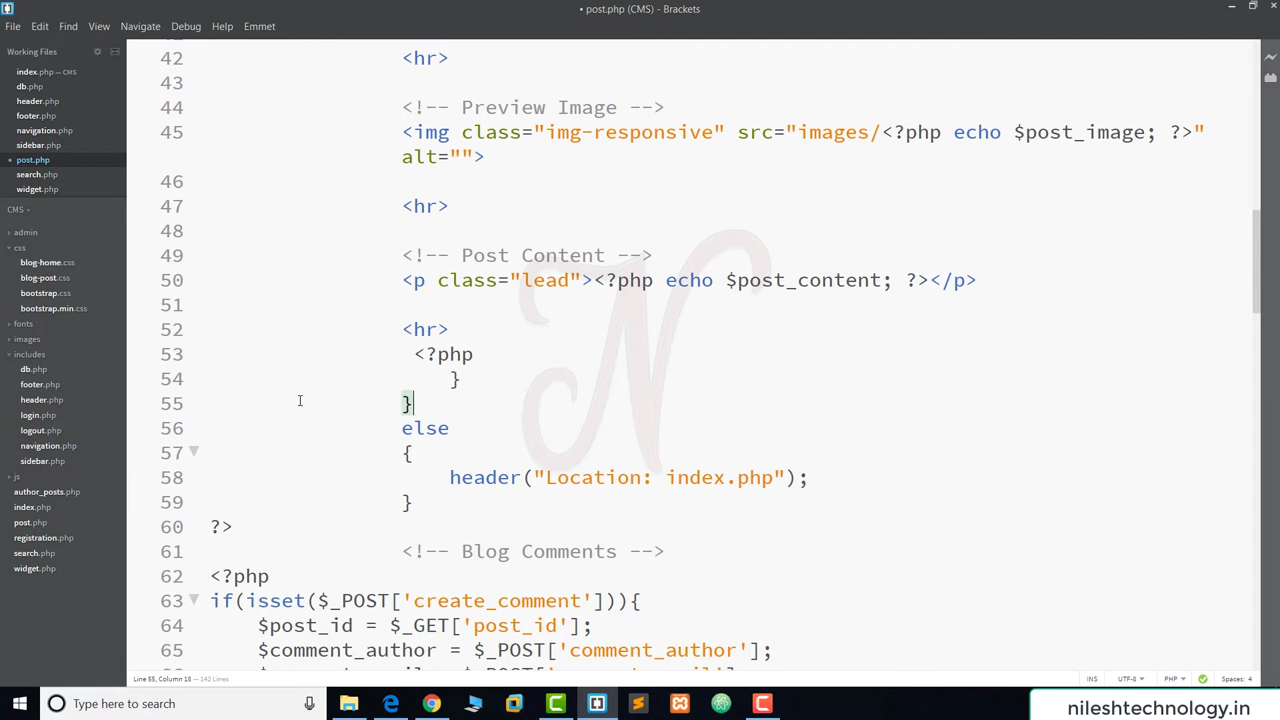 • post.php (CMS) - Brackets
File Edit Find View Navigate Debug Help Emmet
Working Files
index.php — CMS
db.php
header.php
footer.php
navigation.php
sidebar.php
post.php
search.php
widget.php
CMS
admin
css
blog-home.css
blog-post.css
bootstrap.css
bootstrap.min.css
fonts
images
includes
db.php
footer.php
header.php
login.php
logout.php
navigation.php
sidebar.php
js
author_posts.php
index.php
post.php
registration.php
search.php
widget.php
42 <hr>
43
44 <!-- Preview Image -->
45 <img class="img-responsive" src="images/<?php echo $post_image; ?>"
alt="">
46
47 <hr>
48
49 <!-- Post Content -->
50 <p class="lead"><?php echo $post_content; ?></p>
51
52 <hr>
53 <?php
54 }
55 }
56 else
57 {
58 header("Location: index.php");
59 }
60 ?>
61 <!-- Blog Comments -->
62 <?php
63 if(isset($_POST['create_comment'])){
64 $post_id = $_GET['post_id'];
65 $comment_author = $_POST['comment_author'];
Line 55, Column 18 — 143 Lines
INS UTF-8 PHP Spaces: 4
Type here to search
nileshtechnology.in